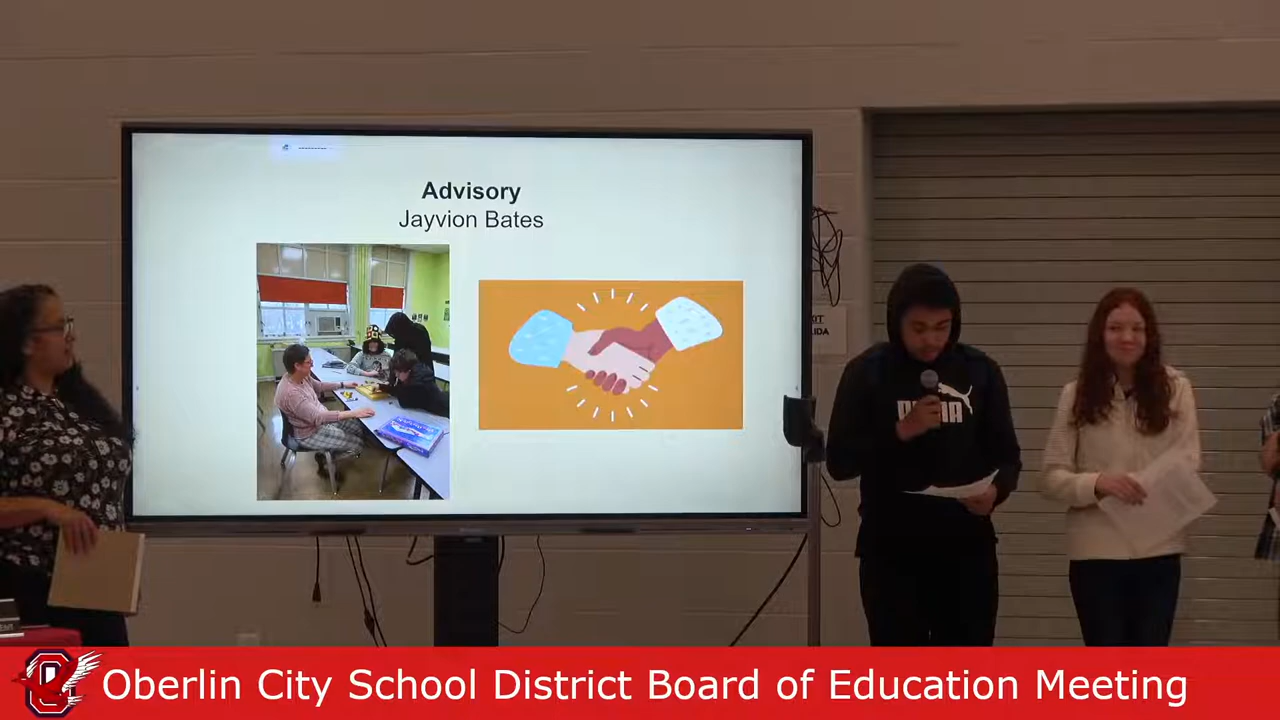 Advisory
Jayvion Bates
PUMA
Oberlin City School District Board of Education Meeting